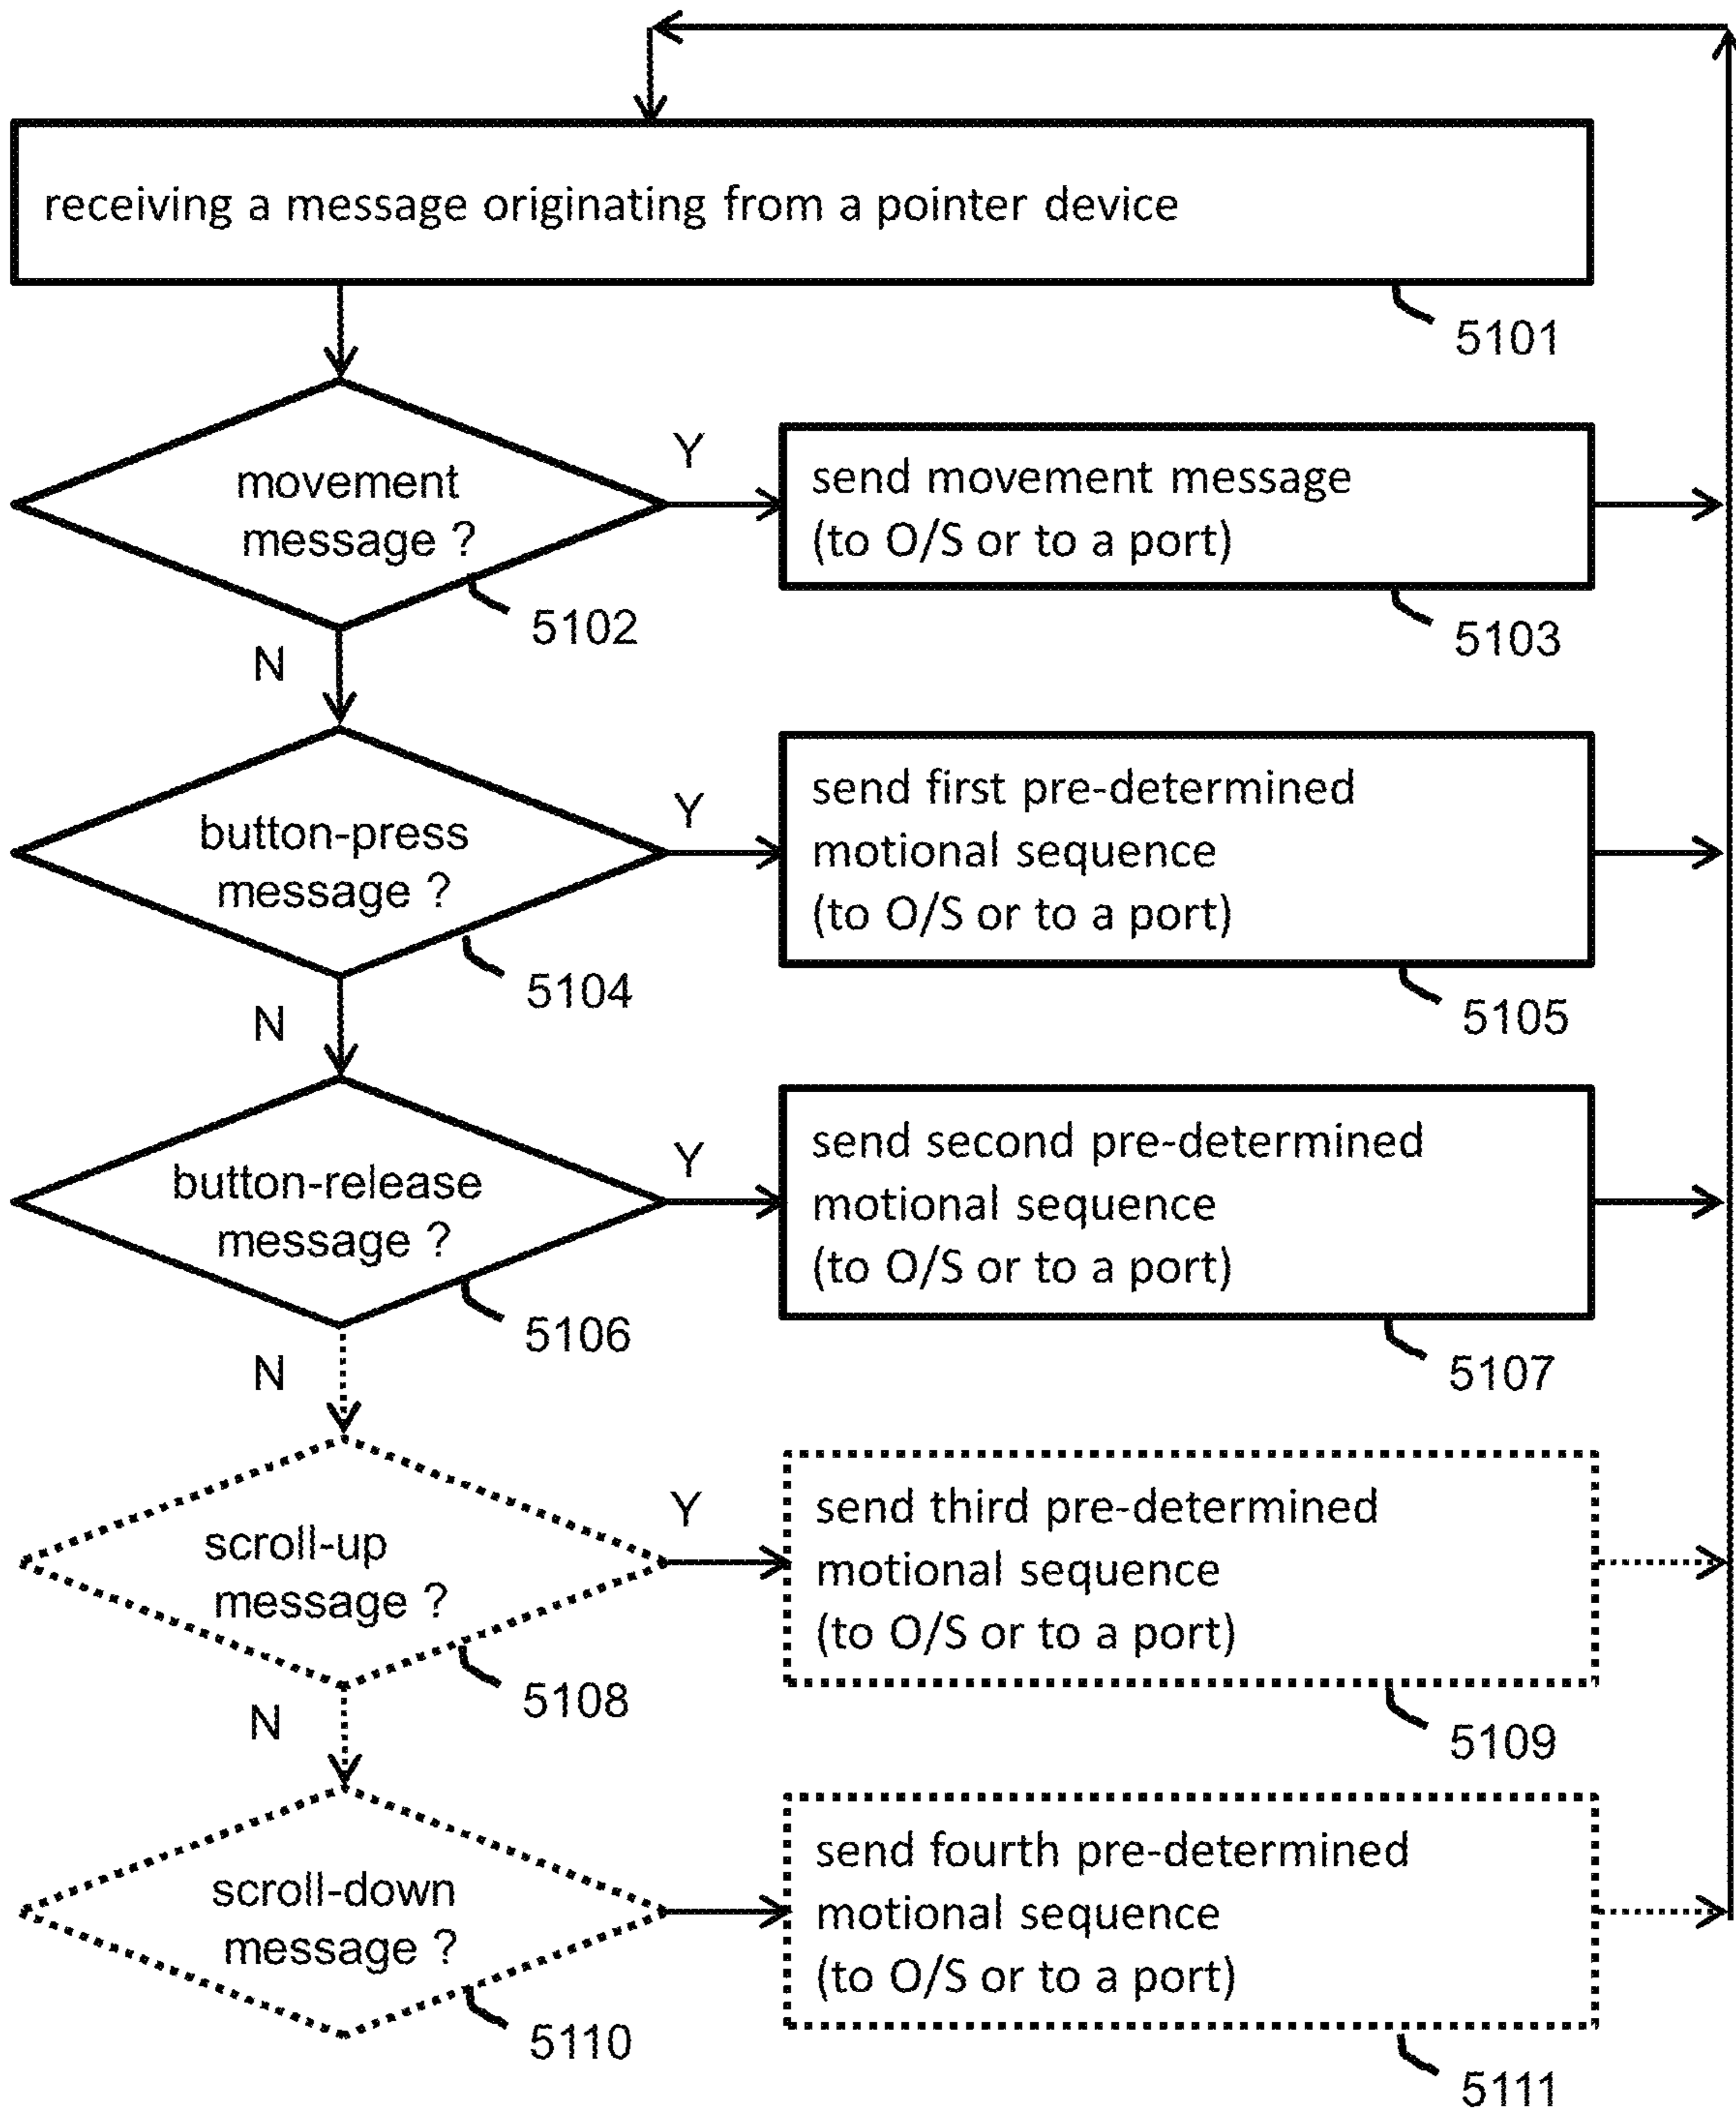 receiving a message originating from a pointer device
5101
movement
message ?
5102
Y
send movement message
(to O/S or to a port)
5103
N
button-press
message ?
5104
Y
send first pre-determined
motional sequence
(to O/S or to a port)
5105
N
button-release
message ?
5106
Y
send second pre-determined
motional sequence
(to O/S or to a port)
5107
N
scroll-up
message ?
5108
Y
send third pre-determined
motional sequence
(to O/S or to a port)
5109
N
scroll-down
message ?
5110
send fourth pre-determined
motional sequence
(to O/S or to a port)
5111